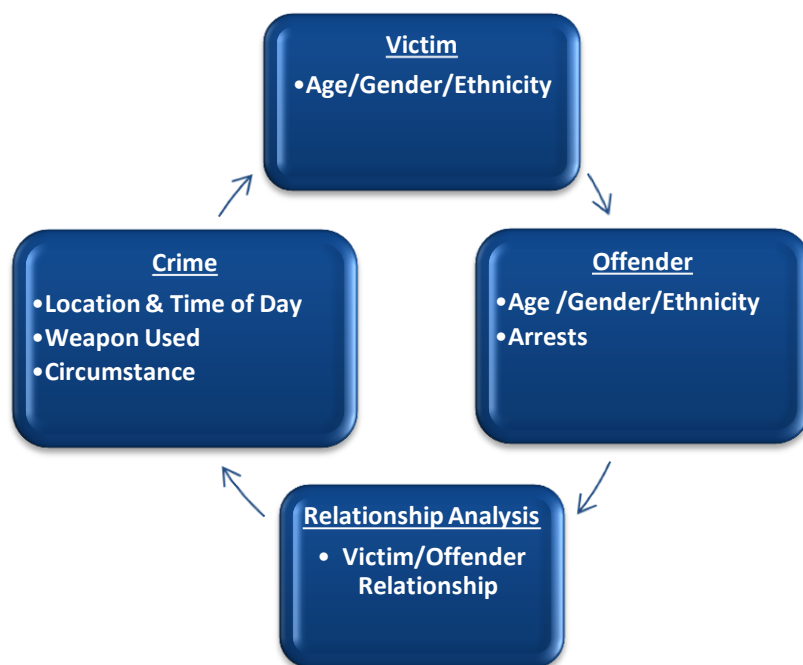 Victim
•Age/Gender/Ethnicity
Offender
•Age /Gender/Ethnicity
•Arrests
Relationship Analysis
• Victim/Offender
Relationship
Crime
•Location & Time of Day
•Weapon Used
•Circumstance